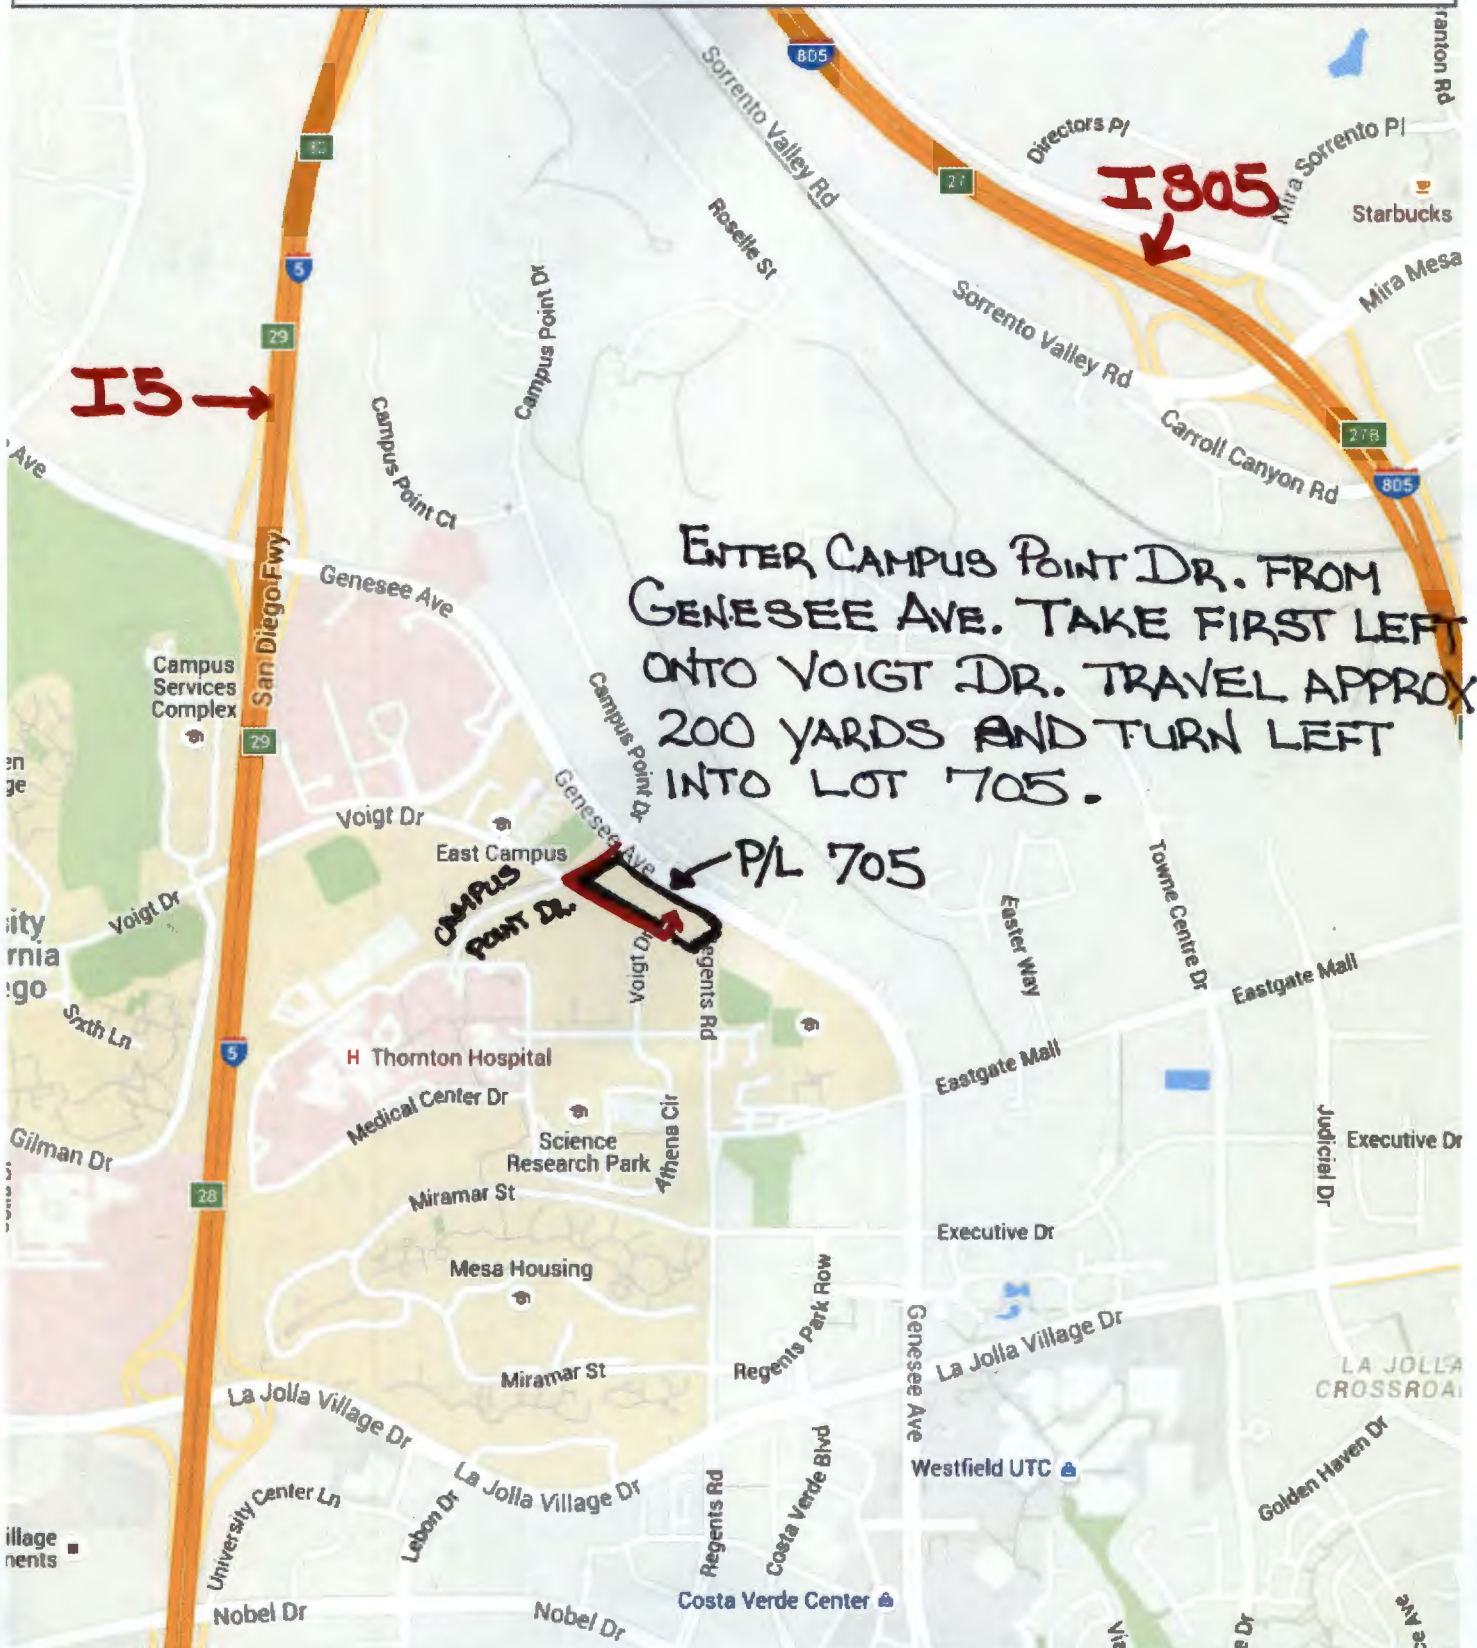 805
Sorrento Valley Rd
Directors Pl
27
I805
Mira Sorrento Pl
Starbucks
Roselle St
5
29
Campus Point Dr
Sorrento Valley Rd
Mira Mesa
I5
Campus Point Ct
Carroll Canyon Rd
27B
805
Ave
San Diego Fwy
Genesee Ave
ENTER CAMPUS POINT DR. FROM
GENESEE AVE. TAKE FIRST LEFT
ONTO VOIGT DR. TRAVEL APPROX
200 YARDS AND TURN LEFT
INTO LOT 705.
Campus
Services
Complex
29
Campus Point Dr
Genesee Ave
Voigt Dr
East Campus
P/L 705
CAMPUS
POINT DR.
Voigt Dr
Voigt Dr
egents Rd
Easter Way
Towne Centre Dr
Eastgate Mall
ity
rnia
Sixth Ln
5
H Thornton Hospital
Eastgate Mall
Medical Center Dr
Science
Research Park
Athena Cir
Judicial Dr
Executive Dr
Gilman Dr
28
Miramar St
Executive Dr
Mesa Housing
Regents Park Row
Genesee Ave
La Jolla Village Dr
Miramar St
LA JOLLA
CROSSROA
La Jolla Village Dr
La Jolla Village Dr
Westfield UTC
Golden Haven Dr
University Center Ln
Lebon Dr
Regents Rd
Costa Verde Blvd
illage
nents
Nobel Dr
Nobel Dr
Costa Verde Center